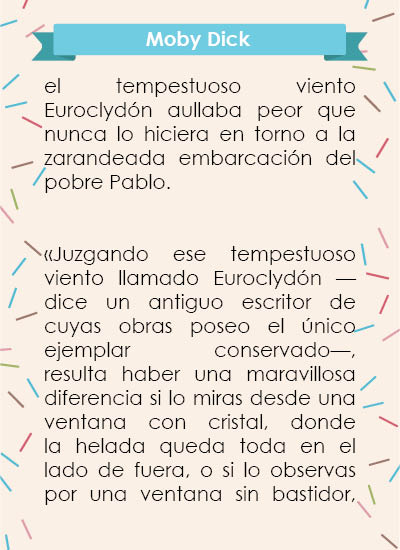 Moby Dick
el tempestuoso viento
Euroclydón aullaba peor que
nunca lo hiciera en torno a la
zarandeada embarcación del
pobre Pablo.
«Juzgando ese tempestuoso
viento llamado Euroclydón —
dice un antiguo escritor de
cuyas obras poseo el único
ejemplar conservado—,
resulta haber una maravillosa
diferencia si lo miras desde una
ventana con cristal, donde
la helada queda toda en el
lado de fuera, o si lo observas
por una ventana sin bastidor,